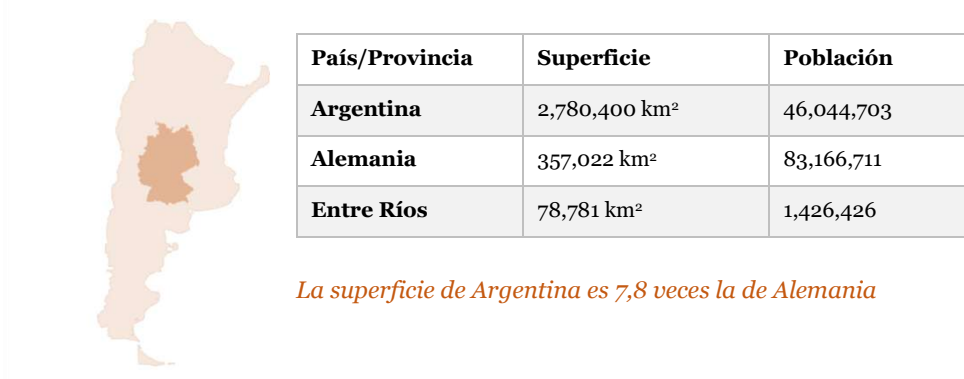 País/Provincia Superficie Población
Argentina 2,780,400 km² 46,044,703
Alemania 357,022 km² 83,166,711
Entre Ríos 78,781 km² 1,426,426
La superficie de Argentina es 7,8 veces la de Alemania